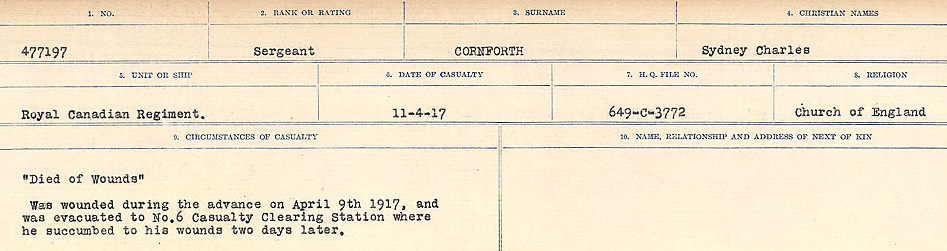 1. NO. 2. RANK OR RATING 3. SURNAME 4. CHRISTIAN NAMES
477197 Sergeant CORNFORTH Sydney Charles
5. UNIT OR SHIP 6. DATE OF CASUALTY 7. H.Q. FILE NO. 8. RELIGION
Royal Canadian Regiment. 11-4-17 649-C-3772 Church of England
9. CIRCUMSTANCES OF CASUALTY 10. NAME, RELATIONSHIP AND ADDRESS OF NEXT OF KIN
"Died of Wounds"
Was wounded during the advance on April 9th 1917, and
was evacuated to No.6 Casualty Clearing Station where
he succumbed to his wounds two days later.